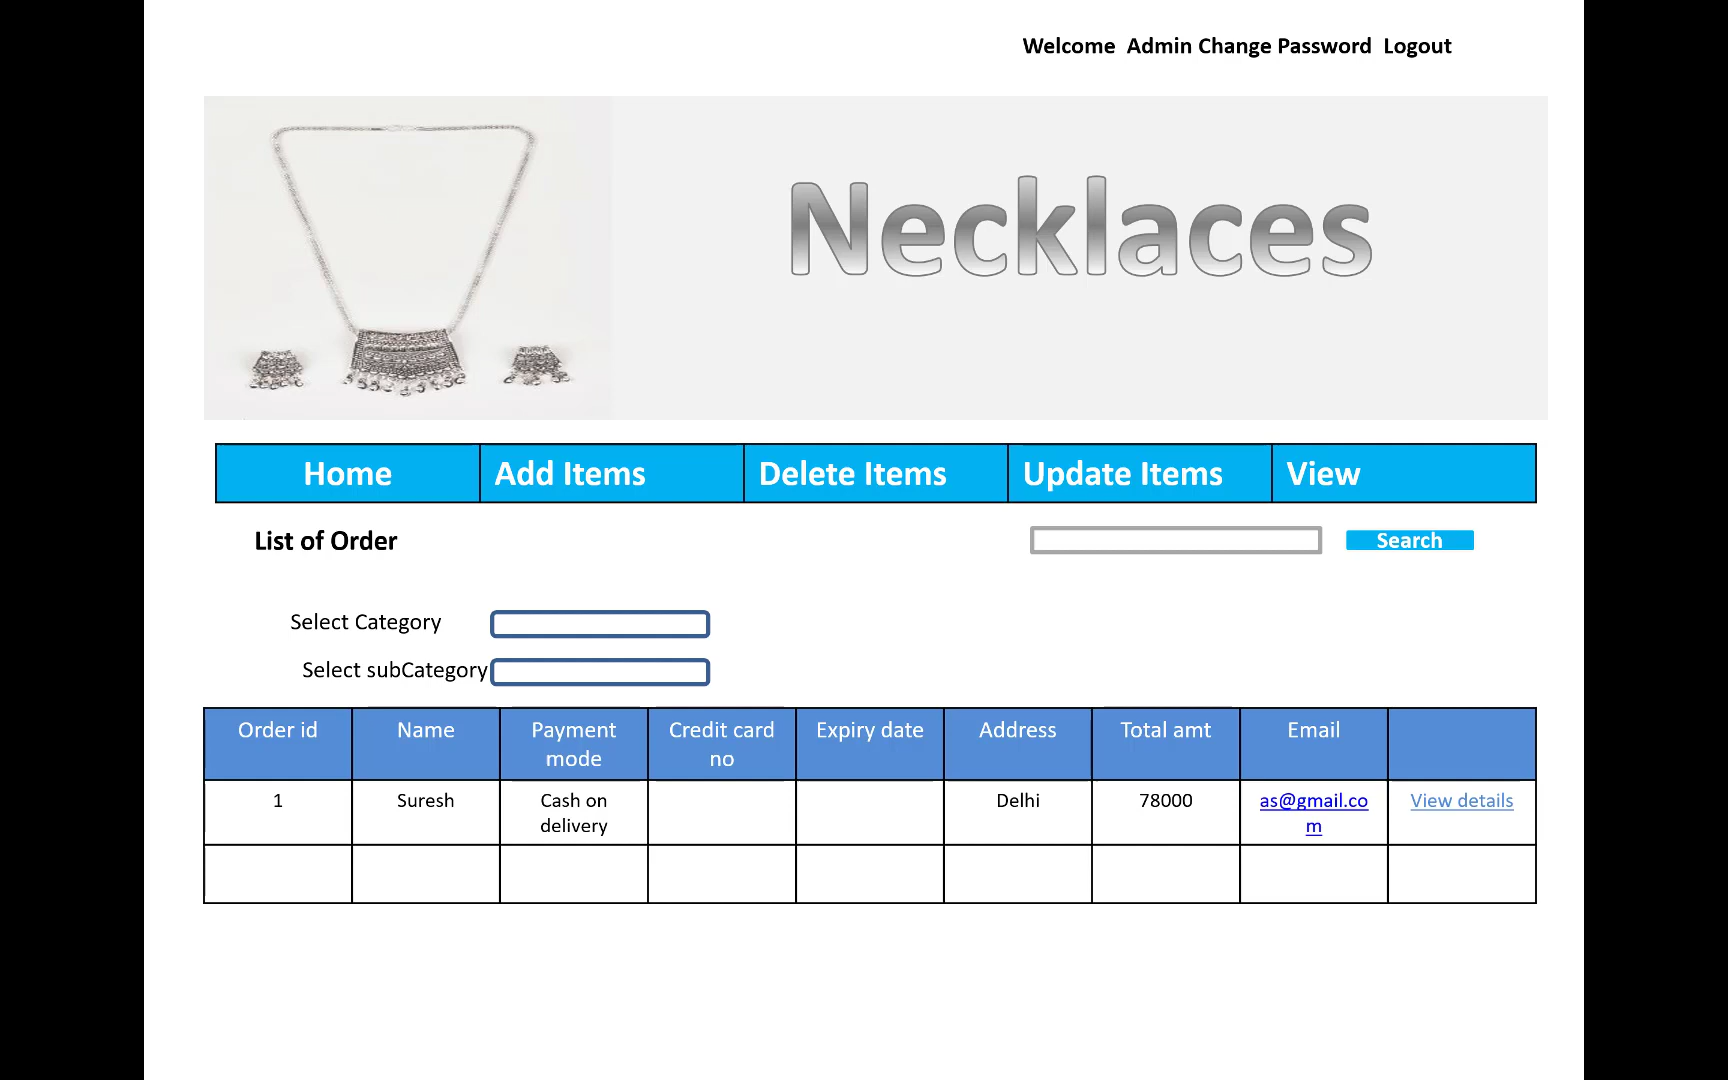 Welcome Admin Change Password Logout
Necklaces
Home Add Items Delete Items Update Items View
List of Order Search
Select Category
Select subCategory
Order id Name Payment mode Credit card no Expiry date Address Total amt Email
1 Suresh Cash on delivery Delhi 78000 as@gmail.com View details